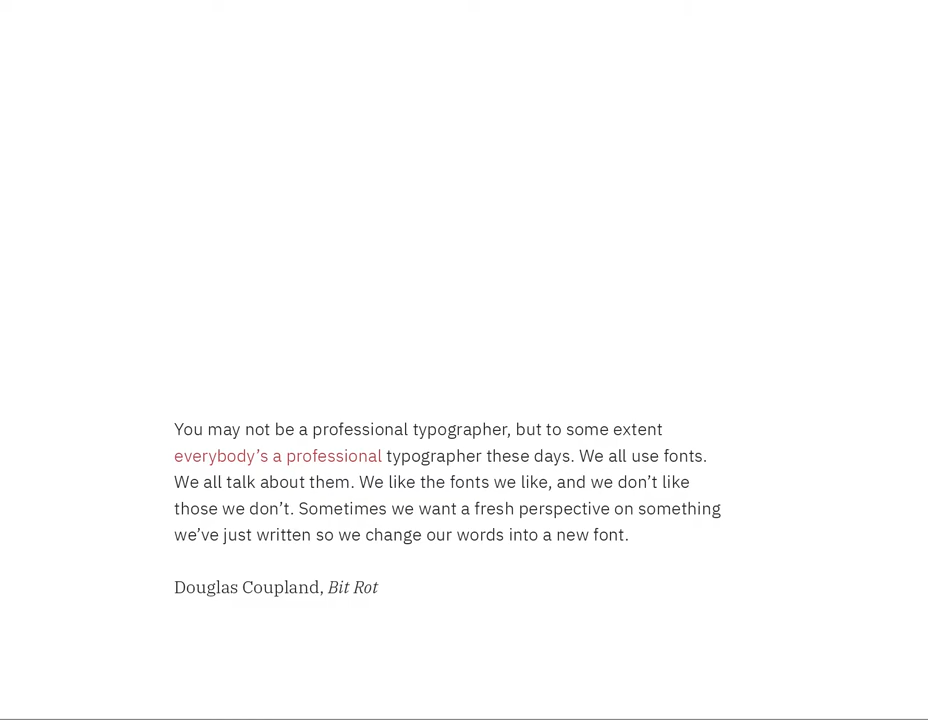 You may not be a professional typographer, but to some extent
everybody’s a professional typographer these days. We all use fonts.
We all talk about them. We like the fonts we like, and we don’t like
those we don’t. Sometimes we want a fresh perspective on something
we’ve just written so we change our words into a new font.
Douglas Coupland, Bit Rot